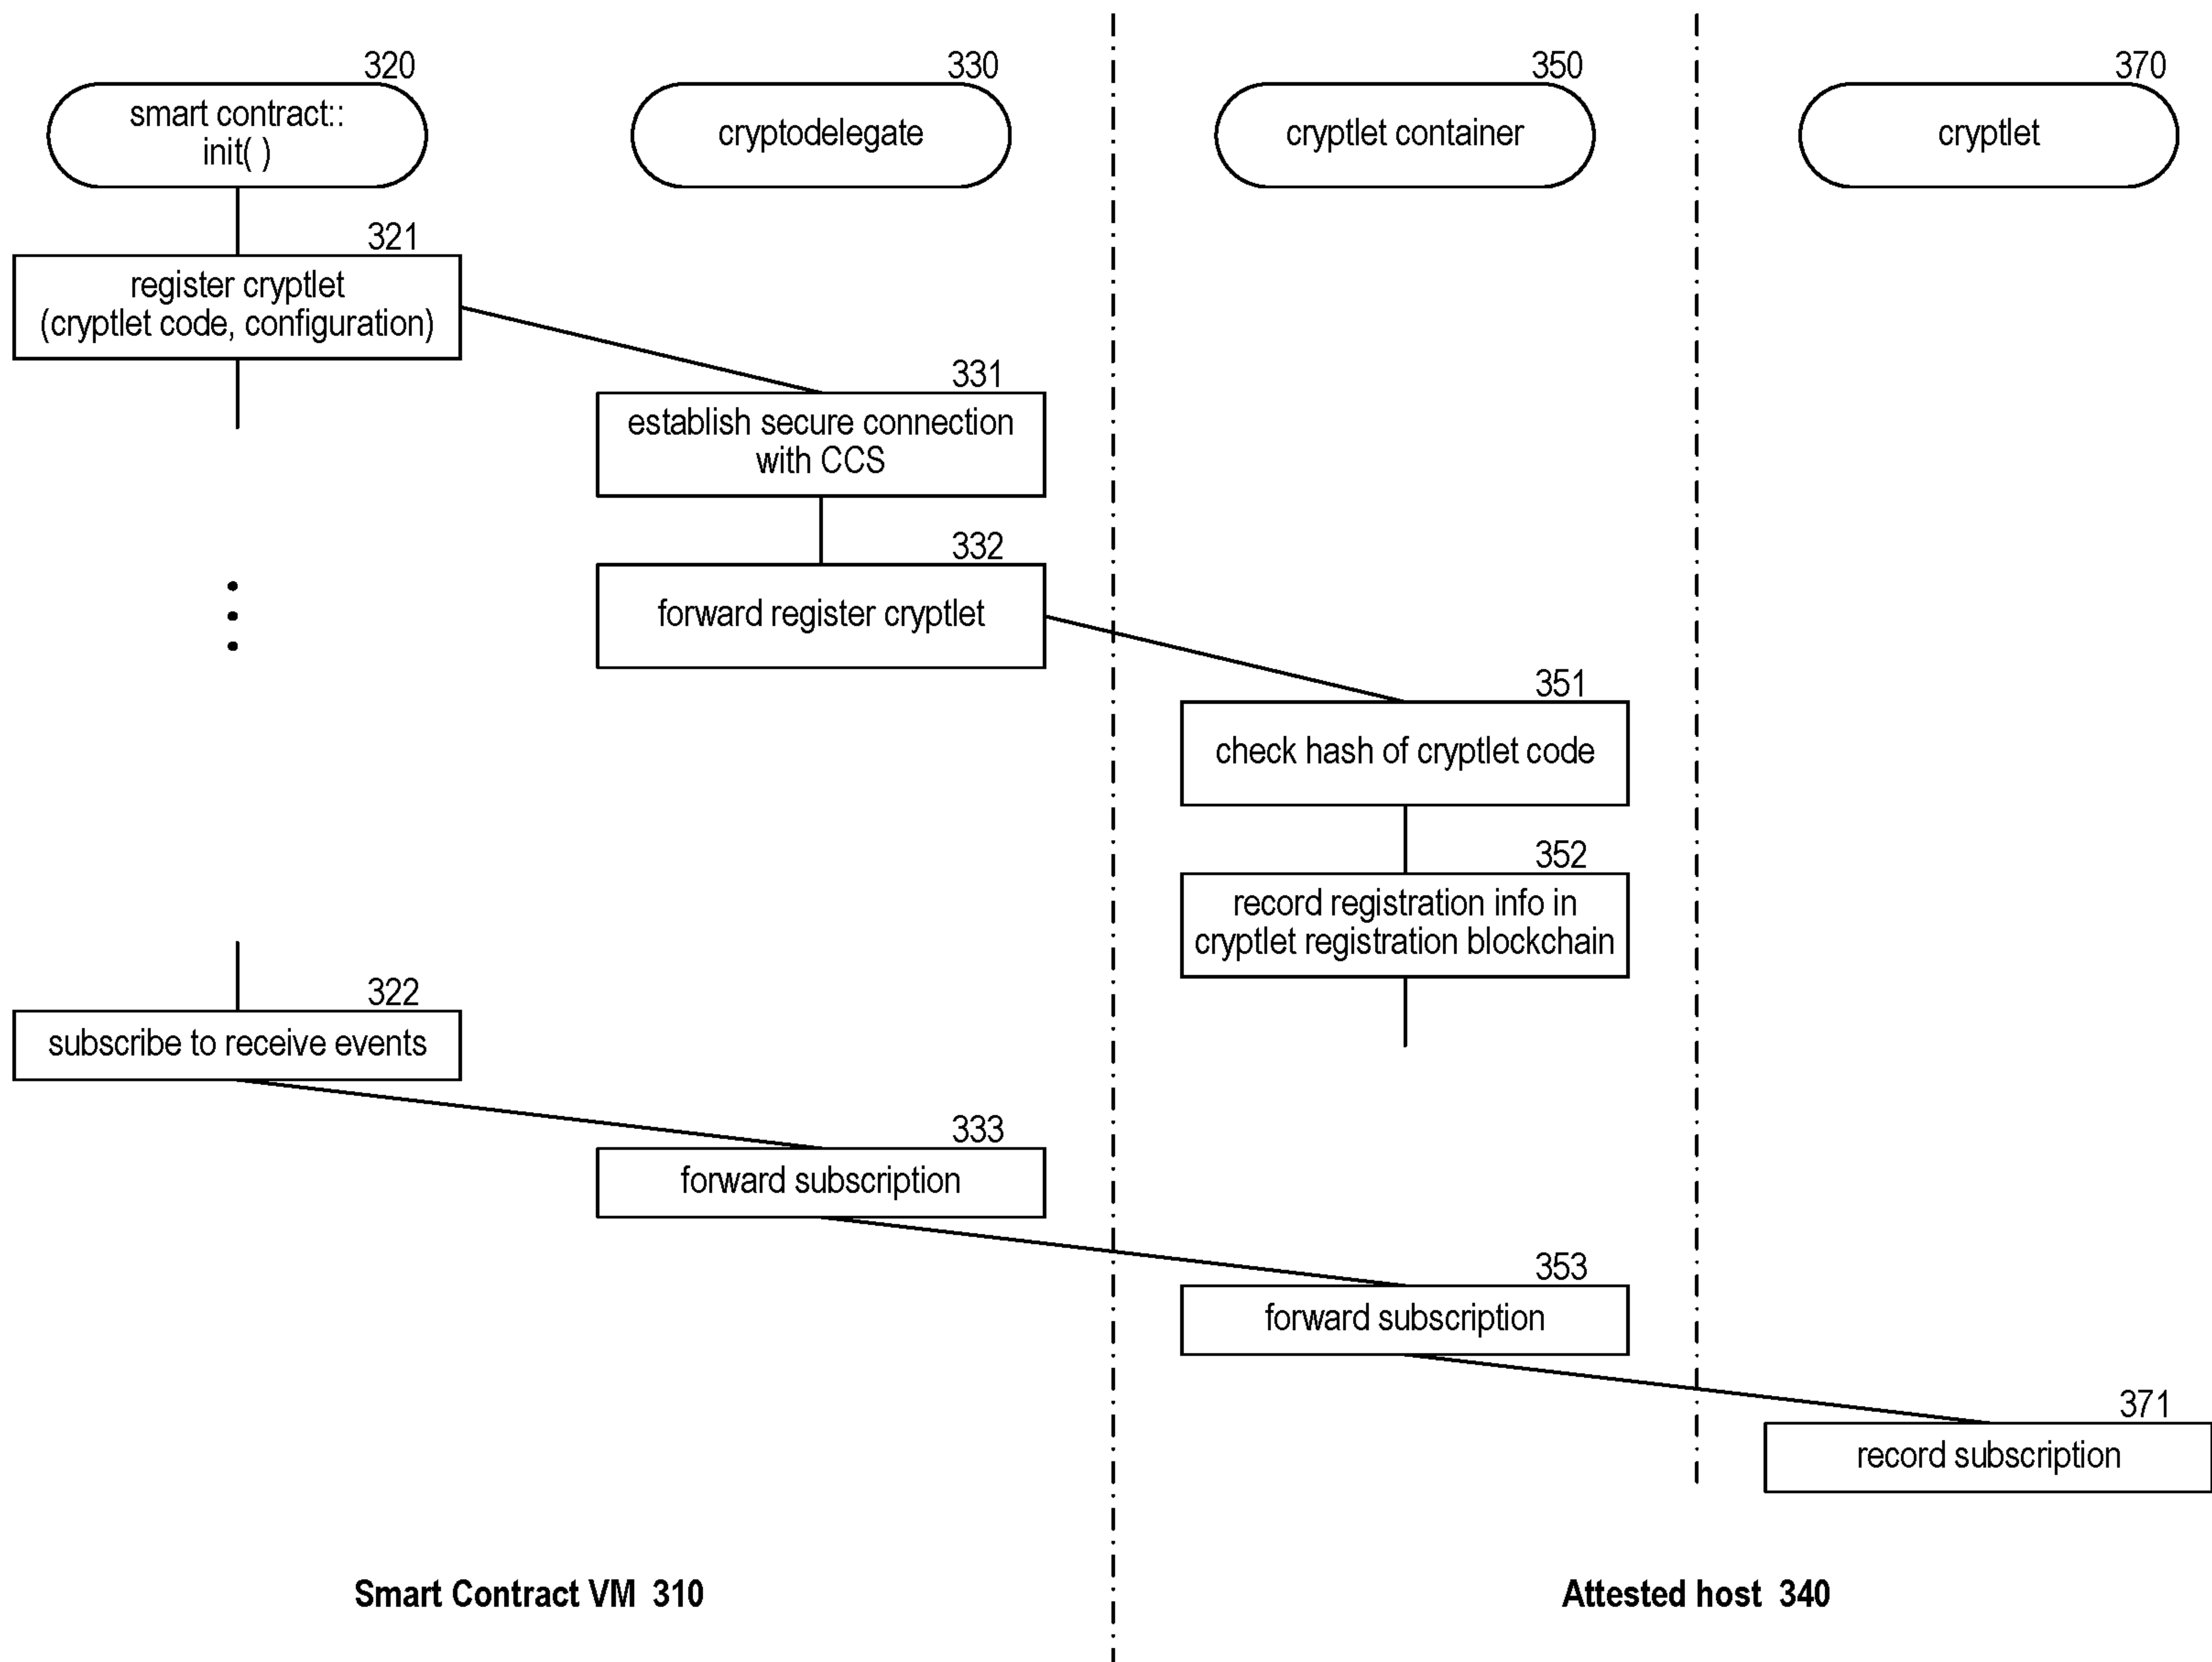 320
330
350
370
smart contract::
init( )
cryptodelegate
cryptlet container
cryptlet
321
register cryptlet
(cryptlet code, configuration)
331
establish secure connection
with CCS
332
forward register cryptlet
351
check hash of cryptlet code
352
record registration info in
cryptlet registration blockchain
322
subscribe to receive events
333
forward subscription
353
forward subscription
371
record subscription
Smart Contract VM 310
Attested host 340